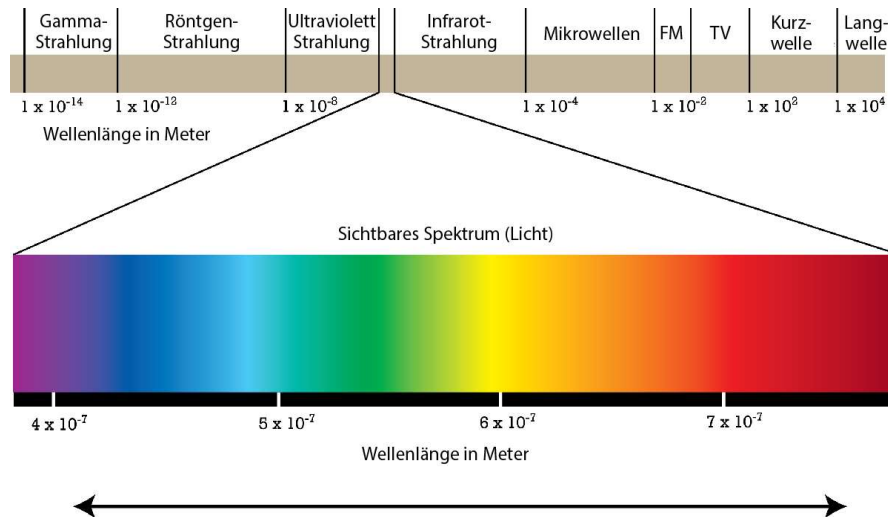 Gamma-
Strahlung
Röntgen-
Strahlung
Ultraviolett
Strahlung
Infrarot-
Strahlung
Mikrowellen
FM
TV
Kurz-
welle
Lang-
welle
1 x 10⁻¹⁴
1 x 10⁻¹²
1 x 10⁻⁸
1 x 10⁻⁴
1 x 10⁻²
1 x 10²
1 x 10⁴
Wellenlänge in Meter
Sichtbares Spektrum (Licht)
4 x 10⁻⁷
5 x 10⁻⁷
6 x 10⁻⁷
7 x 10⁻⁷
Wellenlänge in Meter